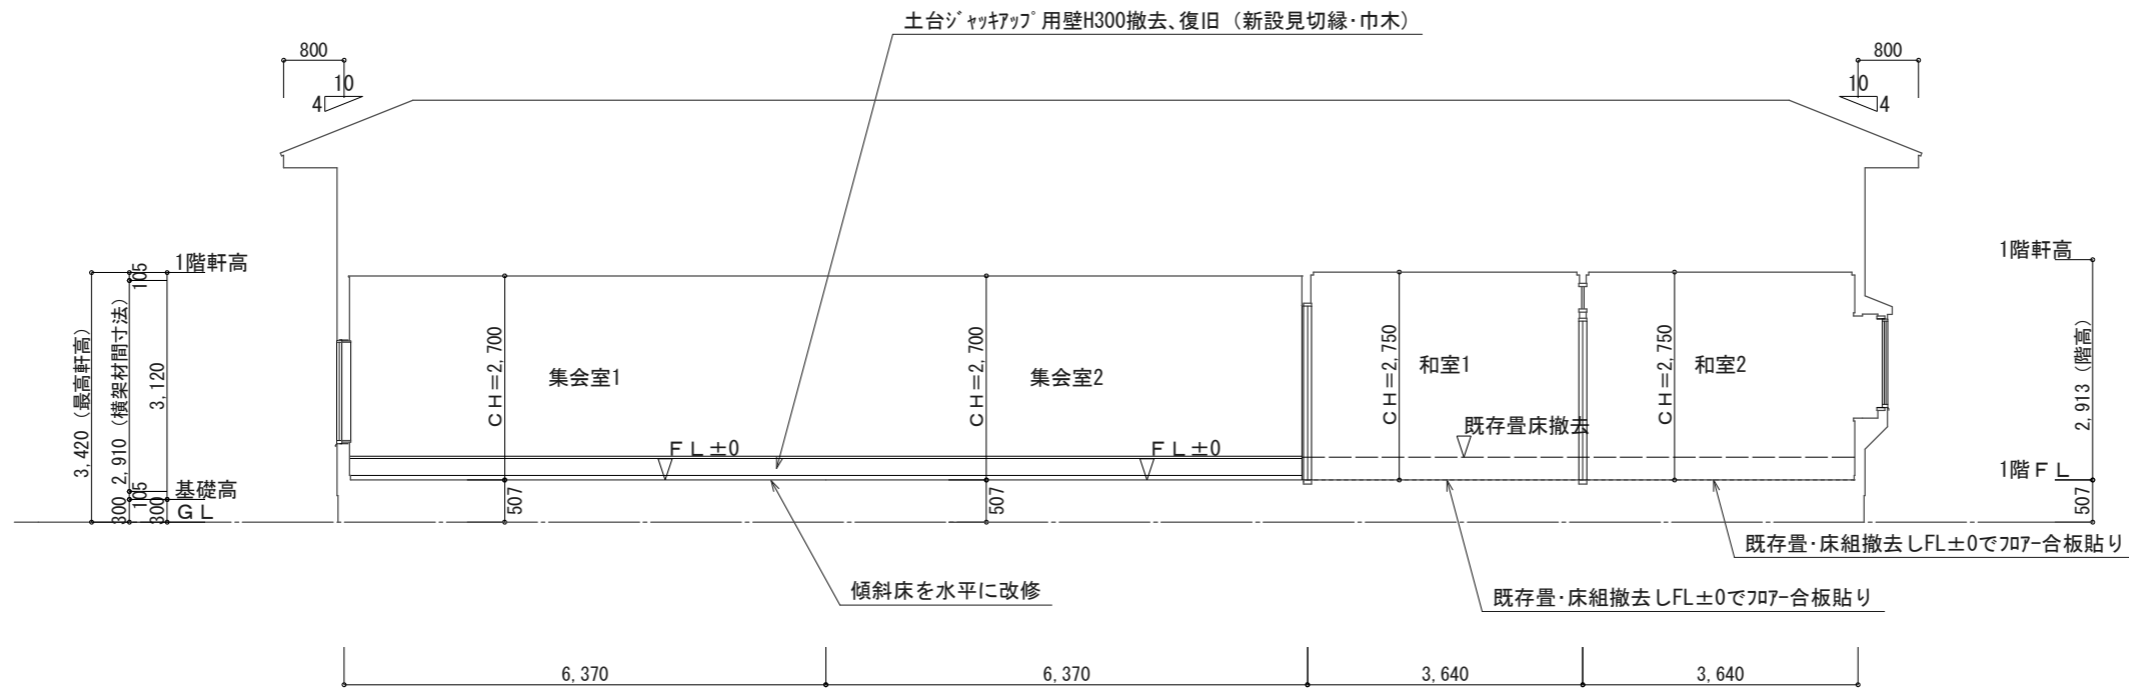 土台ｼﾞｬｯｷｱｯﾌﾟ用壁H300撤去、復旧（新設見切縁･巾木）
800
800
10
4
10
4
1階軒高
1階軒高
105
3,420（最高軒高）
2,910（横架材間寸法）
3,120
CH=2,700
集会室1
CH=2,700
集会室2
CH=2,750
和室1
CH=2,750
和室2
2,913（階高）
既存畳床撤去
FL±0
FL±0
1階FL
基礎高
GL
300
105
300
507
507
507
既存畳･床組撤去しFL±0でﾌﾛｱｰ合板貼り
傾斜床を水平に改修
既存畳･床組撤去しFL±0でﾌﾛｱｰ合板貼り
6,370
6,370
3,640
3,640